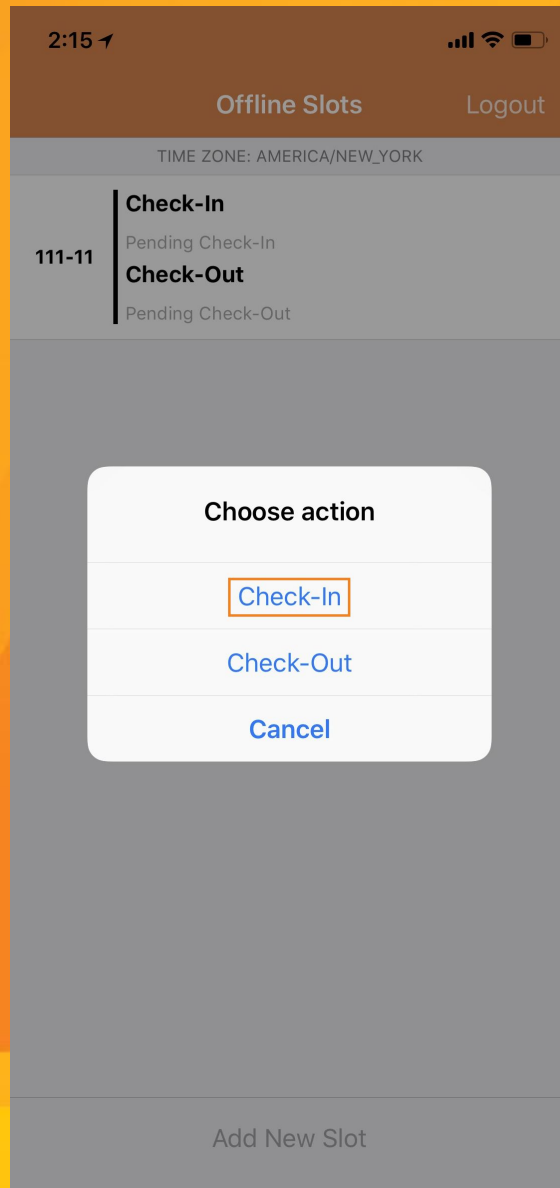 2:15
Offline Slots
Logout
TIME ZONE: AMERICA/NEW_YORK
111-11
Check-In
Pending Check-In
Check-Out
Pending Check-Out
Choose action
Check-In
Check-Out
Cancel
Add New Slot